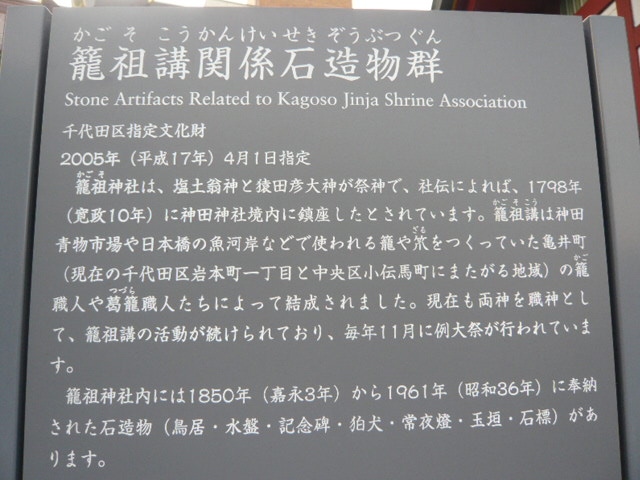 かごそこうかんけいせきぞうぶつぐん
籠祖講関係石造物群
Stone Artifacts Related to Kagoso Jinja Shrine Association
千代田区指定文化財
2005年（平成17年）4月1日指定
かごそ
籠祖神社は、塩土翁神と猿田彦大神が祭神で、社伝によれば、1798年
かごそこう
（寛政10年）に神田神社境内に鎮座したとされています。籠祖講は神田
ざる
青物市場や日本橋の魚河岸などで使われる籠や笊をつくっていた亀井町
かご
（現在の千代田区岩本町一丁目と中央区小伝馬町にまたがる地域）の籠
つづら
職人や葛籠職人たちによって結成されました。現在も両神を職神とし
て、籠祖講の活動が続けられており、毎年11月に例大祭が行われていま
す。
籠祖神社内には1850年（嘉永3年）から1961年（昭和36年）に奉納
された石造物（鳥居・水盤・記念碑・狛犬・常夜燈・玉垣・石標）があ
ります。